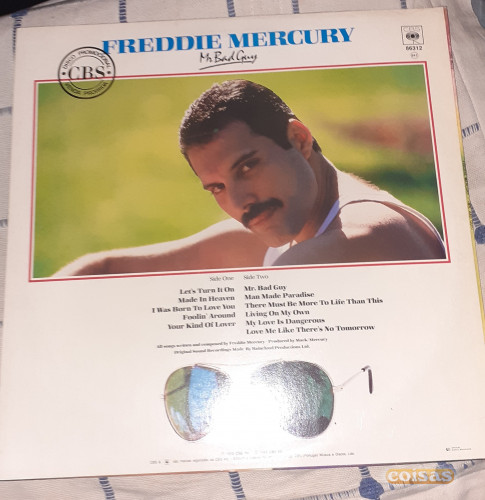 FREDDIE MERCURY
Mr Bad Guy
CBS
CBS
86312
Side One
Let's Turn It On
Made In Heaven
I Was Born To Love You
Foolin' Around
Your Kind Of Lover
Side Two
Mr. Bad Guy
Man Made Paradise
There Must Be More To Life Than This
Living On My Own
My Love Is Dangerous
Love Me Like There's No Tomorrow
All songs written and composed by Freddie Mercury Produced by Mack/Mercury
coisas